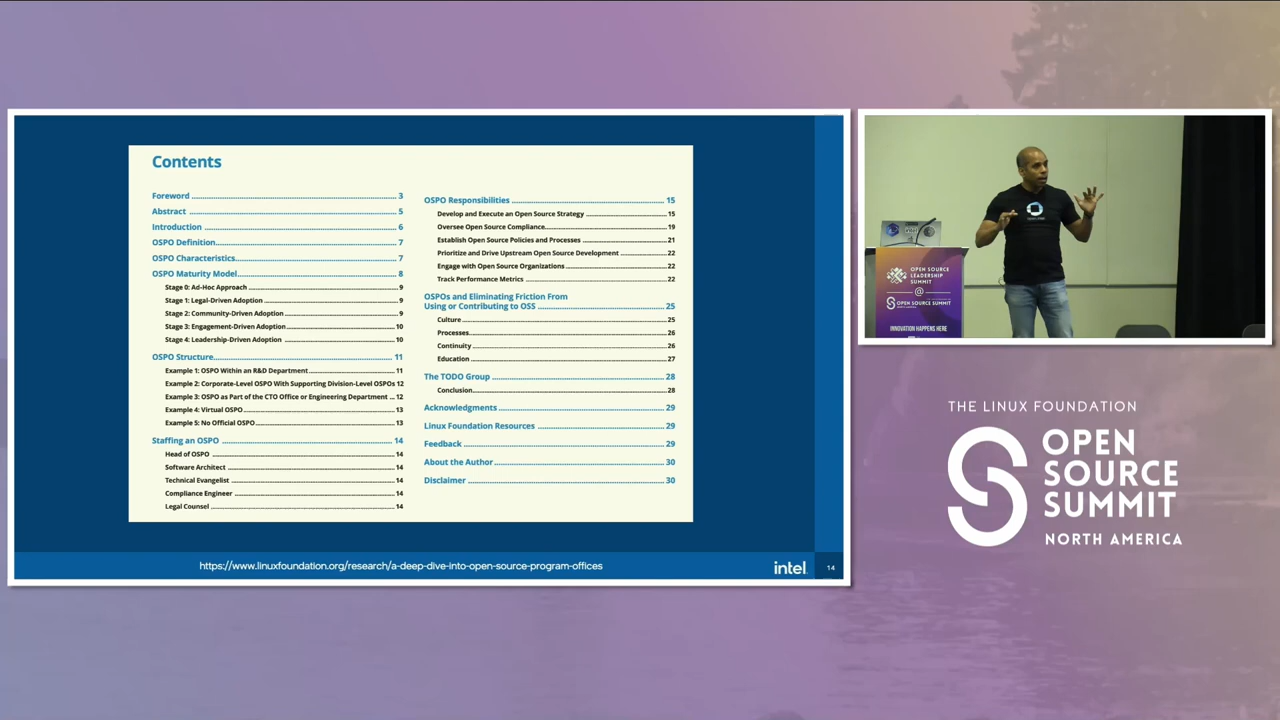 Contents
Foreword 3
Abstract 5
Introduction 6
OSPO Definition 7
OSPO Characteristics 7
OSPO Maturity Model 8
Stage 0: Ad-Hoc Approach 9
Stage 1: Legal-Driven Adoption 9
Stage 2: Community-Driven Adoption 9
Stage 3: Engagement-Driven Adoption 10
Stage 4: Leadership-Driven Adoption 10
OSPO Structure 11
Example 1: OSPO Within an R&D Department 11
Example 2: Corporate-Level OSPO With Supporting Division-Level OSPOs 12
Example 3: OSPO as Part of the CTO Office or Engineering Department ... 12
Example 4: Virtual OSPO 13
Example 5: No Official OSPO 13
Staffing an OSPO 14
Head of OSPO 14
Software Architect 14
Technical Evangelist 14
Compliance Engineer 14
Legal Counsel 14
OSPO Responsibilities 15
Develop and Execute an Open Source Strategy 15
Oversee Open Source Compliance 19
Establish Open Source Policies and Processes 21
Prioritize and Drive Upstream Open Source Development 22
Engage with Open Source Organizations 22
Track Performance Metrics 22
OSPOs and Eliminating Friction From
Using or Contributing to OSS 25
Culture 25
Processes 26
Continuity 26
Education 27
The TODO Group 28
Conclusion 28
Acknowledgments 29
Linux Foundation Resources 29
Feedback 29
About the Author 30
Disclaimer 30
https://www.linuxfoundation.org/research/a-deep-dive-into-open-source-program-offices
intel
14
OPEN SOURCE
LEADERSHIP
SUMMIT
@
OPEN SOURCE SUMMIT
INNOVATION HAPPENS HERE
THE LINUX FOUNDATION
OPEN
SOURCE
SUMMIT
NORTH AMERICA